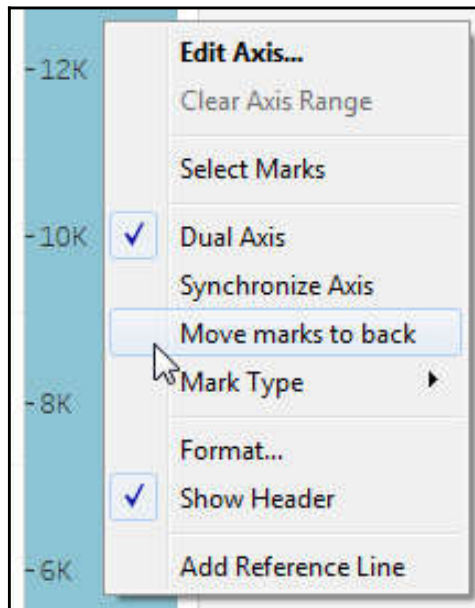 -12K
-10K
-8K
-6K
Edit Axis...
Clear Axis Range
Select Marks
Dual Axis
Synchronize Axis
Move marks to back
Mark Type
Format...
Show Header
Add Reference Line